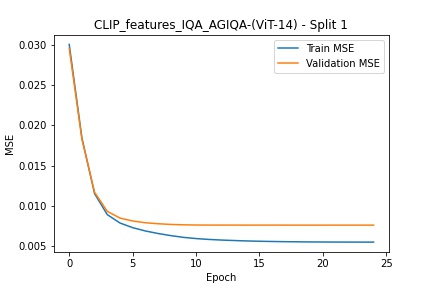 CLIP_features_IQA_AGIQA-(ViT-14) - Split 1
Train MSE
Validation MSE
0.030
0.025
0.020
0.015
0.010
0.005
MSE
0 5 10 15 20 25
Epoch